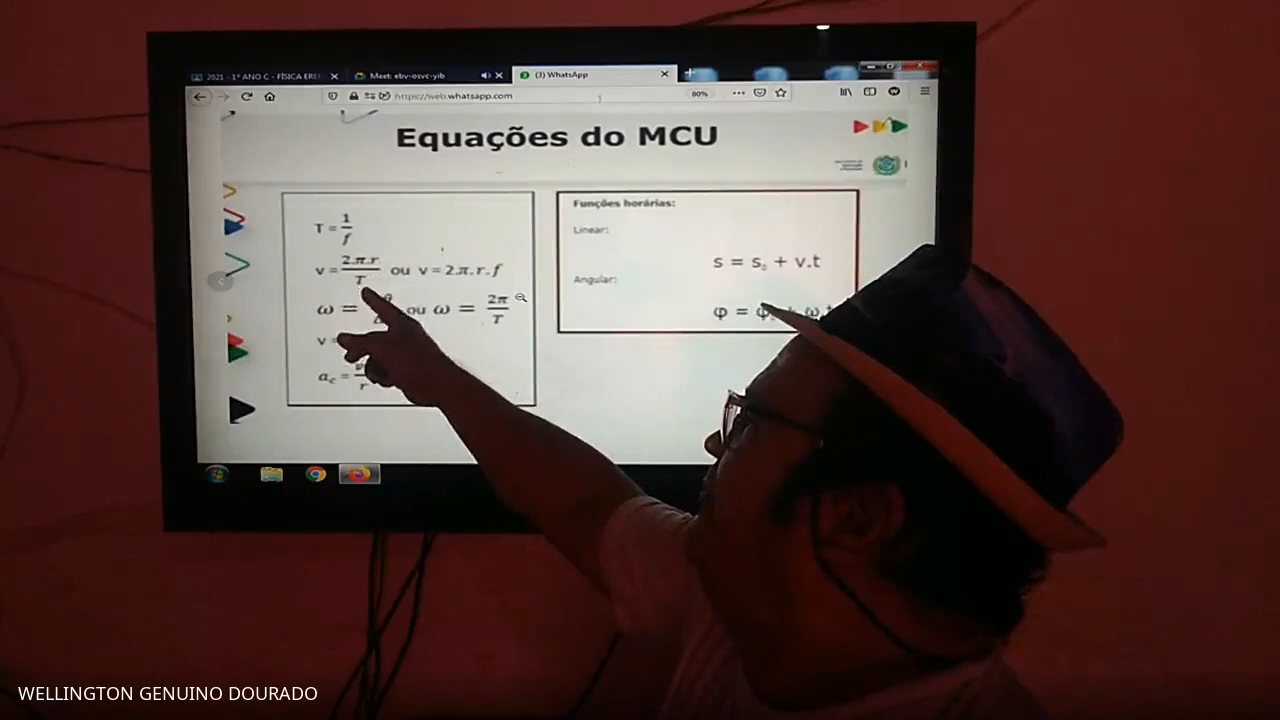 2021 - 1º ANO C - FÍSICA
Meet: ebv-osvc-yib
(3) WhatsApp
https://web.whatsapp.com
80%
Equações do MCU
T = 1/f
v = 2.π.r/T ou v = 2.π.r.f
ω = ou ω = 2π/T
v =
a꜀ =
Funções horárias:
Linear:
s = s₀ + v.t
Angular:
φ =
WELLINGTON GENUINO DOURADO